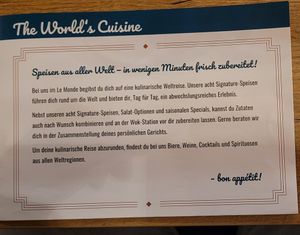 The World's Cuisine
Speisen aus aller Welt – in wenigen Minuten frisch zubereitet!
Bei uns im Le Monde begibst du dich auf eine kulinarische Weltreise. Unsere acht Signature-Speisen
führen dich rund um die Welt und bieten dir, Tag für Tag, ein abwechslungsreiches Erlebnis.
Nebst unseren acht Signature-Speisen, Salat-Optionen und saisonalen Specials, kannst du Zutaten
auch nach Wunsch kombinieren und an der Wok-Station vor dir zubereiten lassen. Gerne beraten wir
dich in der Zusammenstellung deines persönlichen Gerichts.
Um deine kulinarische Reise abzurunden, findest du bei uns Biere, Weine, Cocktails und Spirituosen
aus allen Weltregionen.
– bon appétit!